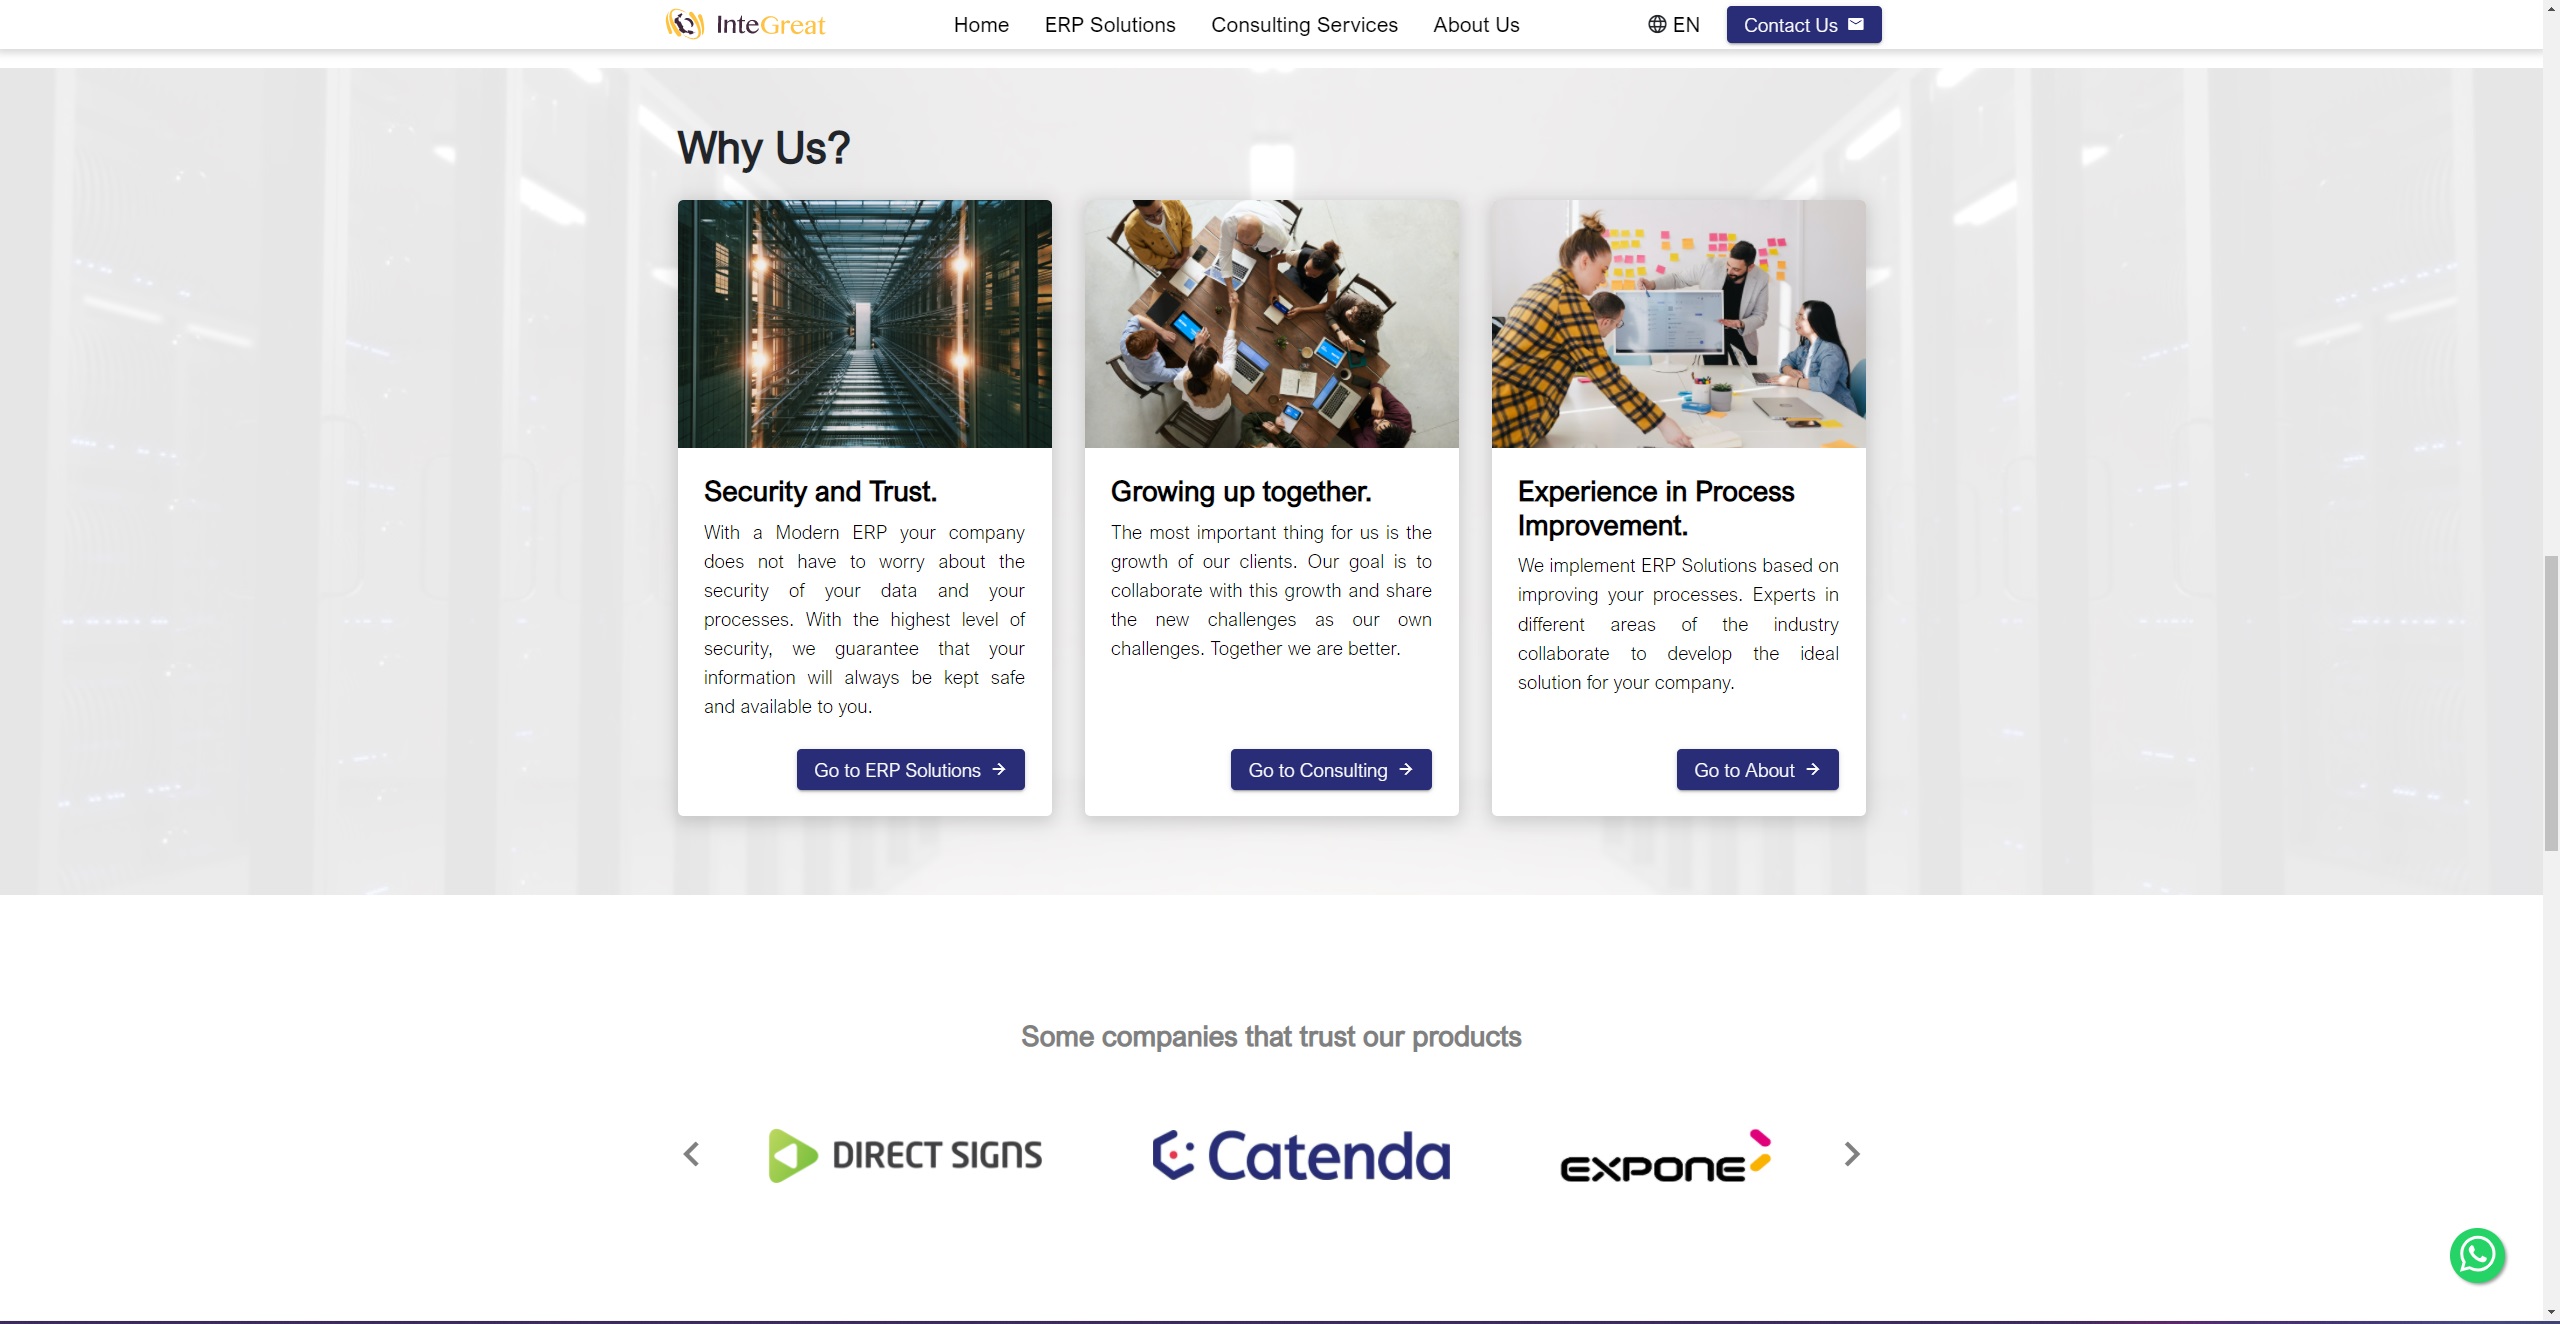 InteGreat
Home
ERP Solutions
Consulting Services
About Us
EN
Contact Us
Why Us?
Security and Trust.
With a Modern ERP your company
does not have to worry about the
security of your data and your
processes. With the highest level of
security, we guarantee that your
information will always be kept safe
and available to you.
Go to ERP Solutions
Growing up together.
The most important thing for us is the
growth of our clients. Our goal is to
collaborate with this growth and share
the new challenges as our own
challenges. Together we are better.
Go to Consulting
Experience in Process
Improvement.
We implement ERP Solutions based on
improving your processes. Experts in
different areas of the industry
collaborate to develop the ideal
solution for your company.
Go to About
Some companies that trust our products
DIRECT SIGNS
Catenda
EXPONE